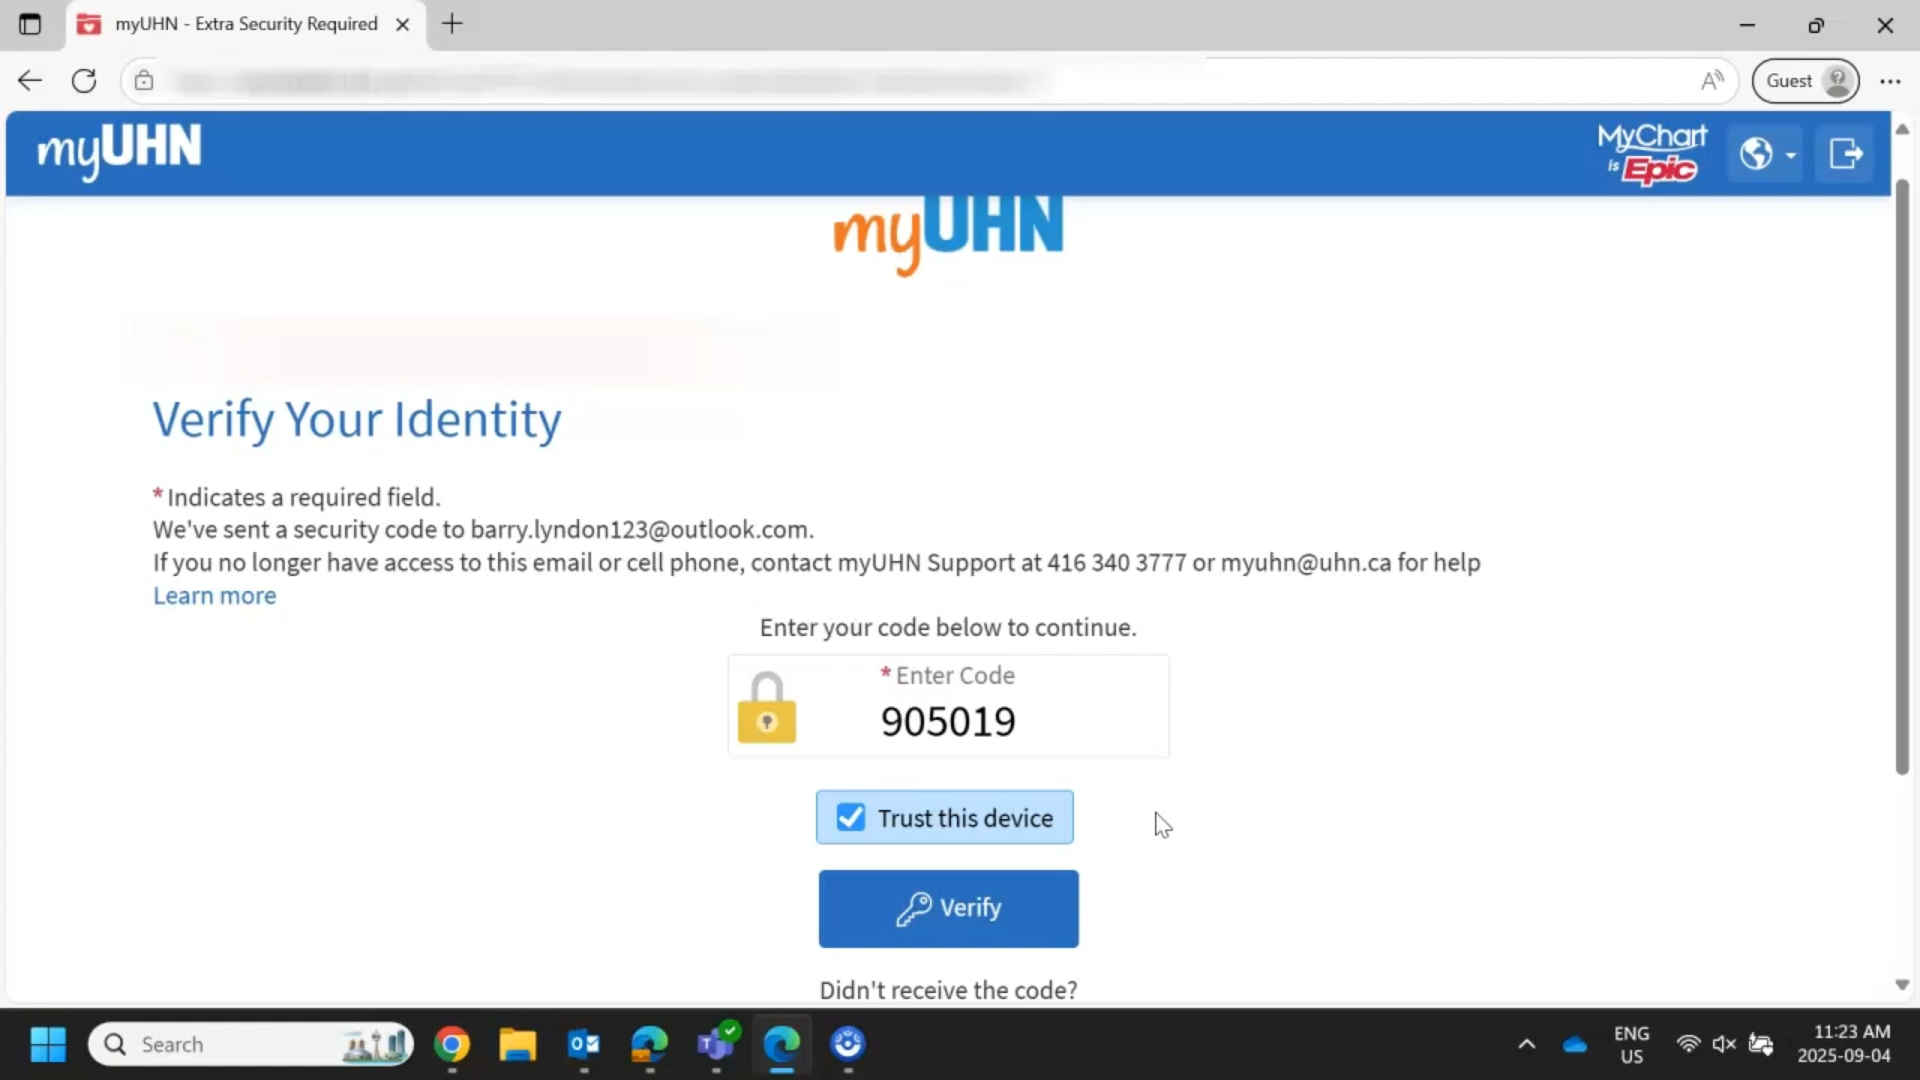 myUHN - Extra Security Required
Guest
myUHN
MyChart
is Epic
myUHN
Verify Your Identity
* Indicates a required field.
We've sent a security code to barry.lyndon123@outlook.com.
If you no longer have access to this email or cell phone, contact myUHN Support at 416 340 3777 or myuhn@uhn.ca for help
Learn more
Enter your code below to continue.
* Enter Code
905019
Trust this device
Verify
Didn't receive the code?
Search
ENG
US
11:23 AM
2025-09-04